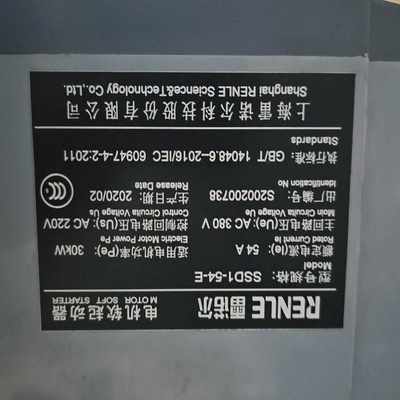 RENLE 雷诺尔 电机软起动器
MOTOR SOFT STARTER
型号规格: SSD1-54-E
Model
额定电流(Ie): 54 A 适用电机功率(Pe): 30kW
Rated Current Ie Electric Motor Power Pe
主回路电压(Ue): AC 380 V 控制回路电压(Us): AC 220V
Main Circuita Voltage Ue Control Circuita Voltage Us
出厂编号: S200200738 生产日期: 2020/02
Identification No Release Date
执行标准: GB/T 14048.6–2016/IEC 60947-4-2:2011
Standards
上海雷诺尔科技股份有限公司
Shanghai RENLE Science&Technology Co.,Ltd.